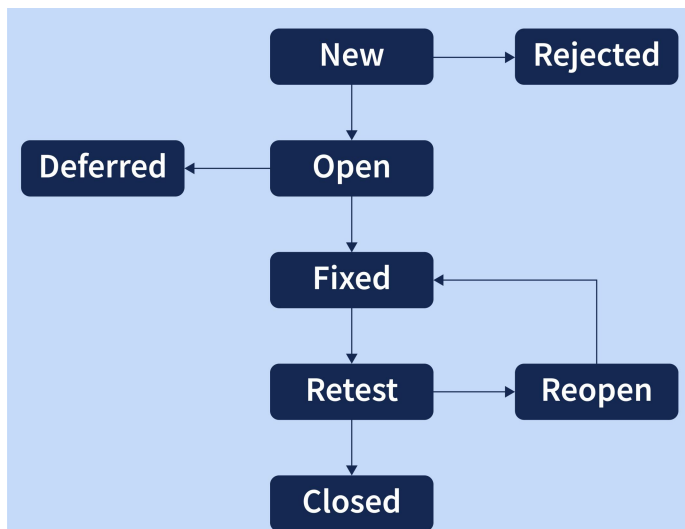 New
Rejected
Deferred
Open
Fixed
Retest
Reopen
Closed